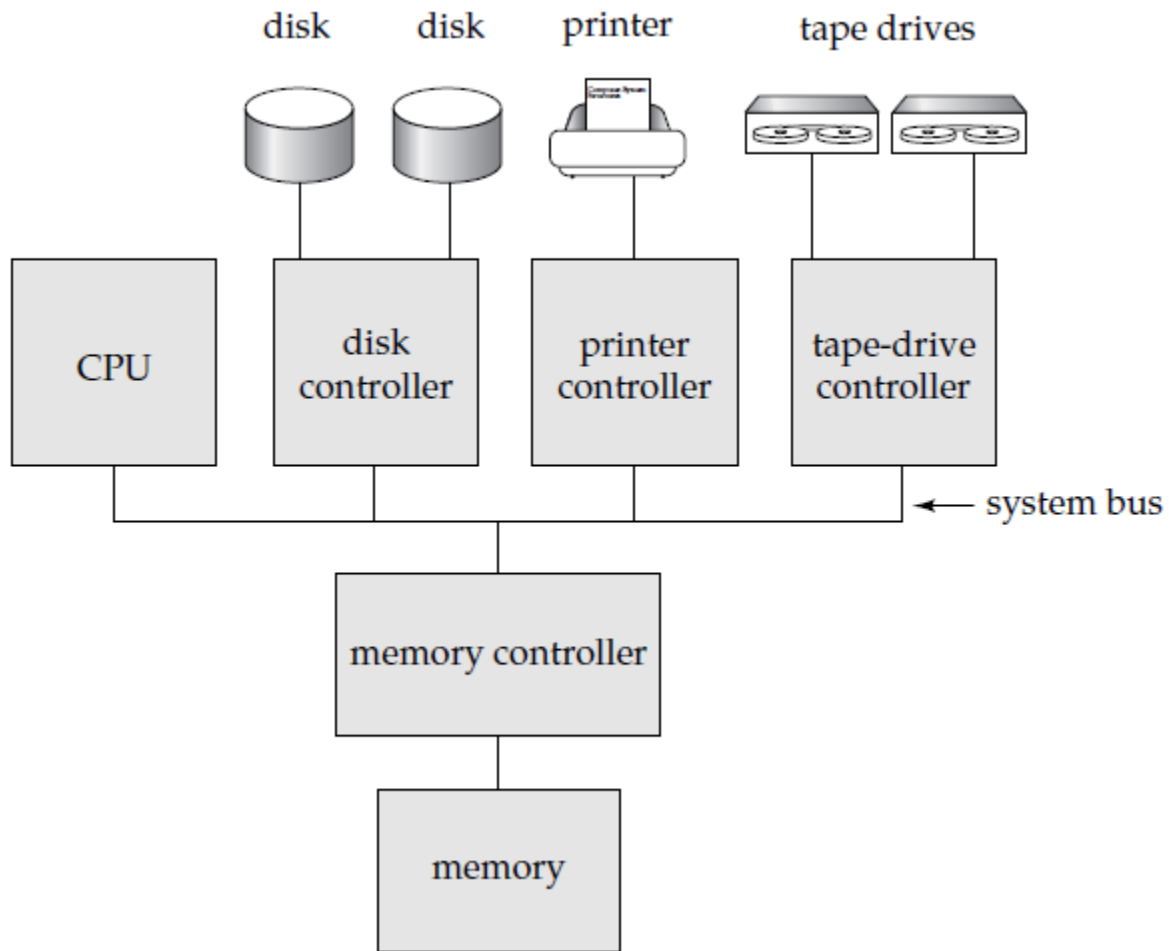 disk
disk
printer
tape drives
CPU
disk
controller
printer
controller
tape-drive
controller
system bus
memory controller
memory